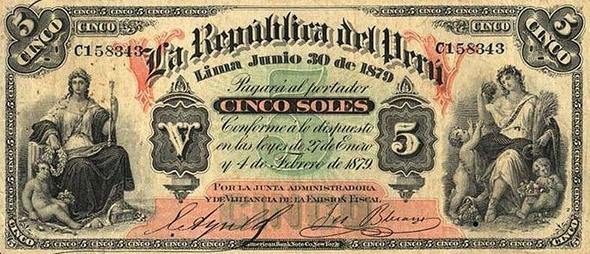 5 CINCO 5
C158343 C158343
La República del Perú
Lima Junio 30 de 1879
Pagará al portador
CINCO SOLES
V 5
Conforme á lo dispuesto
en las leyes de 27 de Enero
y 4 de Febrero de 1879.
POR LA JUNTA ADMINISTRADORA
Y DE VIGILANCIA DE LA EMISION FISCAL
American Bank Note Co. New York